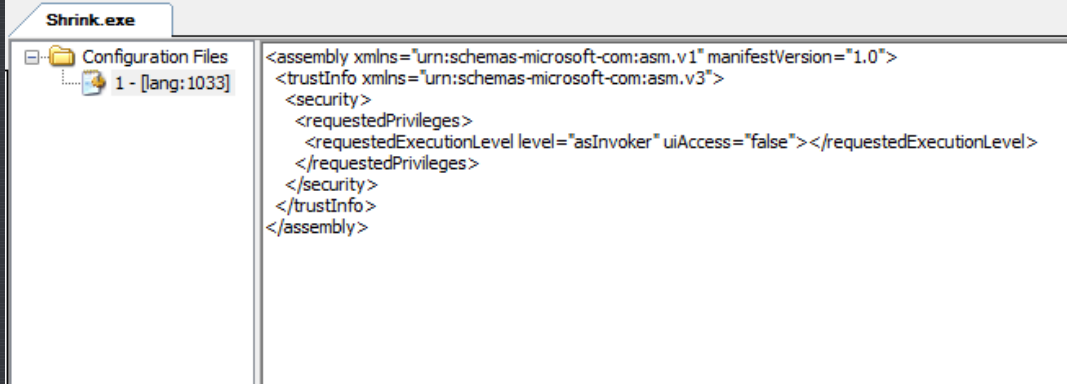 Shrink.exe
Configuration Files
1 - [lang:1033]
<assembly xmlns="urn:schemas-microsoft-com:asm.v1" manifestVersion="1.0">
<trustInfo xmlns="urn:schemas-microsoft-com:asm.v3">
<security>
<requestedPrivileges>
<requestedExecutionLevel level="asInvoker" uiAccess="false"></requestedExecutionLevel>
</requestedPrivileges>
</security>
</trustInfo>
</assembly>